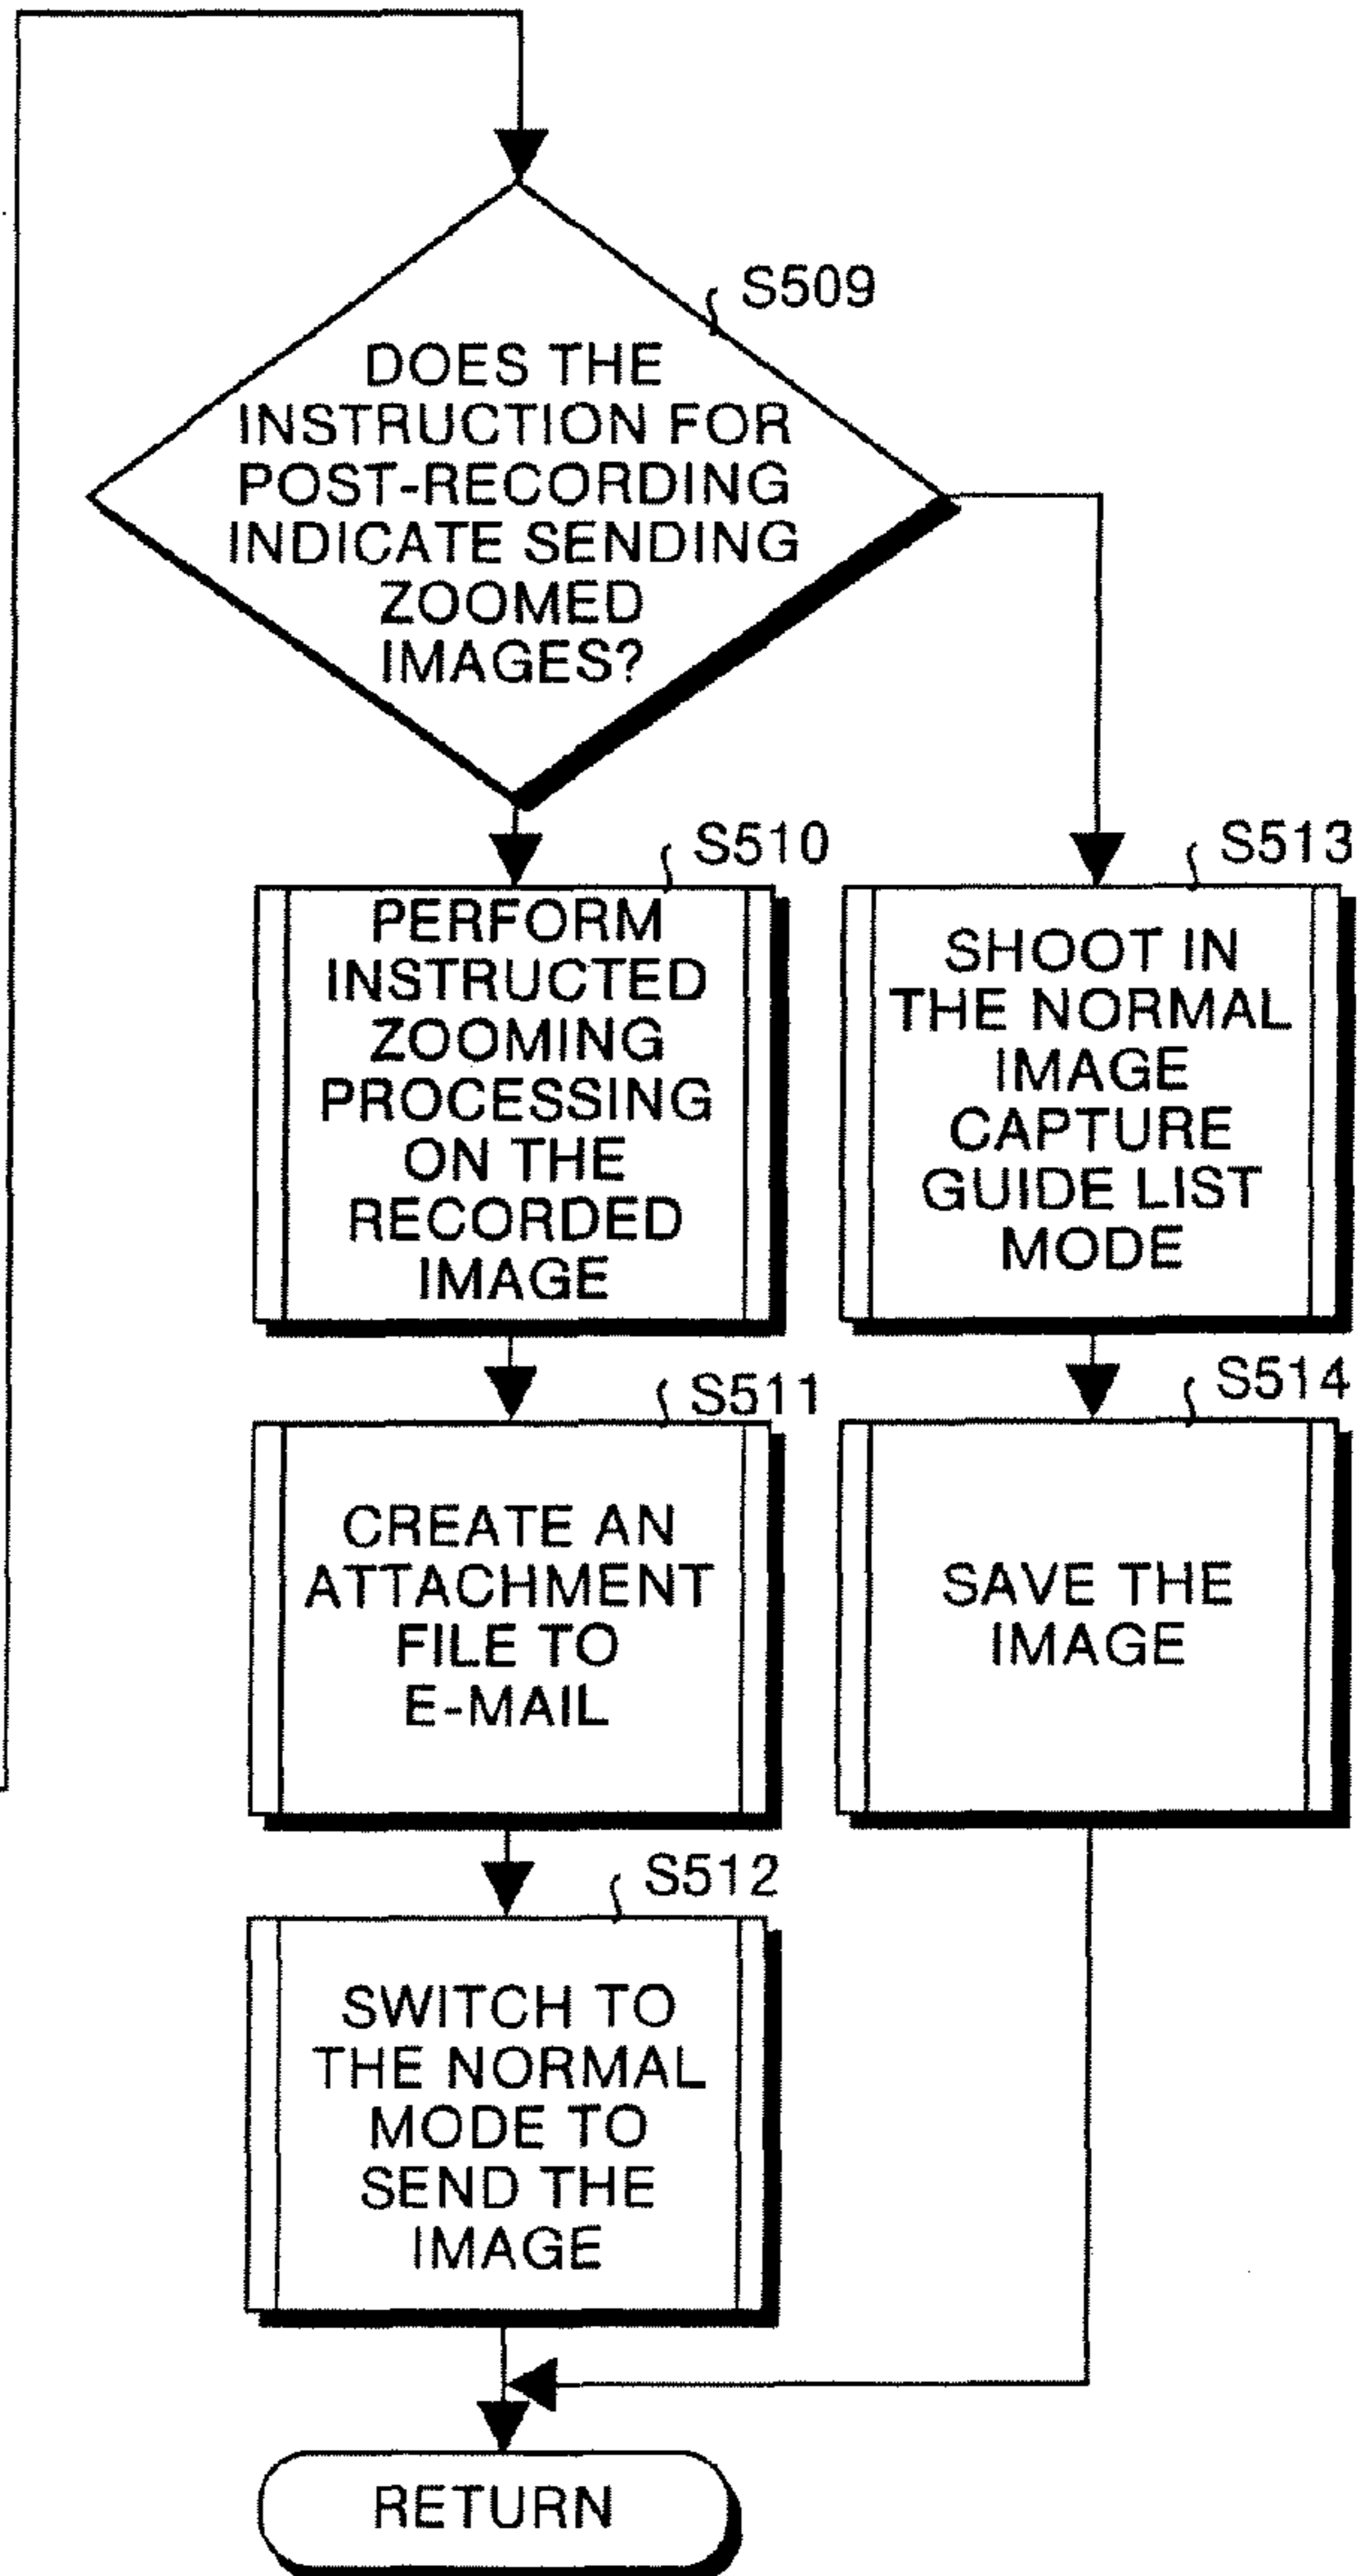 S509
DOES THE
INSTRUCTION FOR
POST-RECORDING
INDICATE SENDING
ZOOMED
IMAGES?
S510
PERFORM
INSTRUCTED
ZOOMING
PROCESSING
ON THE
RECORDED
IMAGE
S513
SHOOT IN
THE NORMAL
IMAGE
CAPTURE
GUIDE LIST
MODE
S511
CREATE AN
ATTACHMENT
FILE TO
E-MAIL
S514
SAVE THE
IMAGE
S512
SWITCH TO
THE NORMAL
MODE TO
SEND THE
IMAGE
RETURN